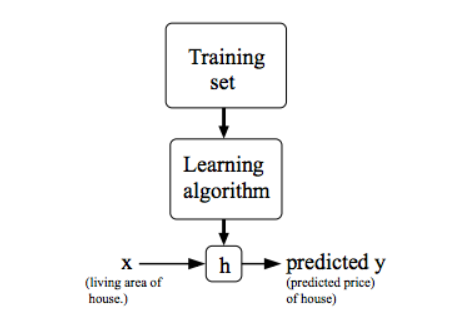 Training
set
Learning
algorithm
x
h
predicted y
(living area of
house.)
(predicted price)
of house)